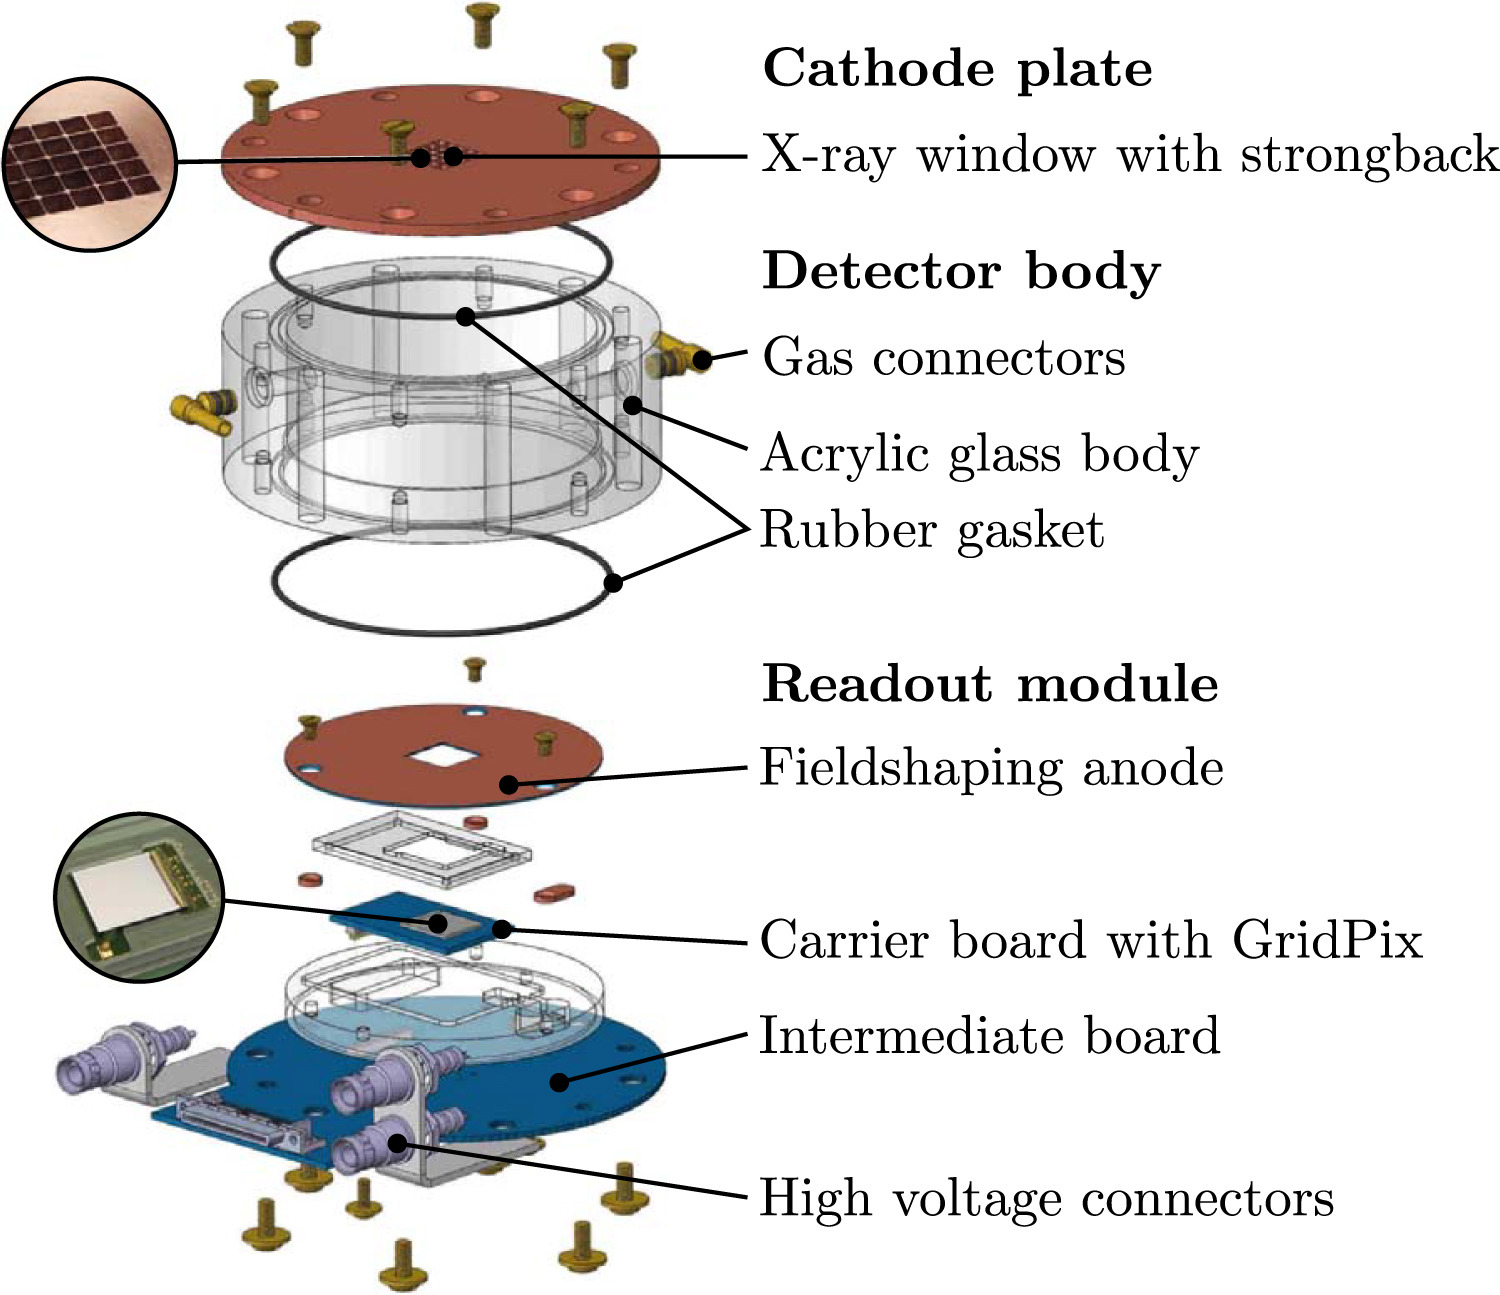 Cathode plate
X-ray window with strongback
Detector body
Gas connectors
Acrylic glass body
Rubber gasket
Readout module
Fieldshaping anode
Carrier board with GridPix
Intermediate board
High voltage connectors